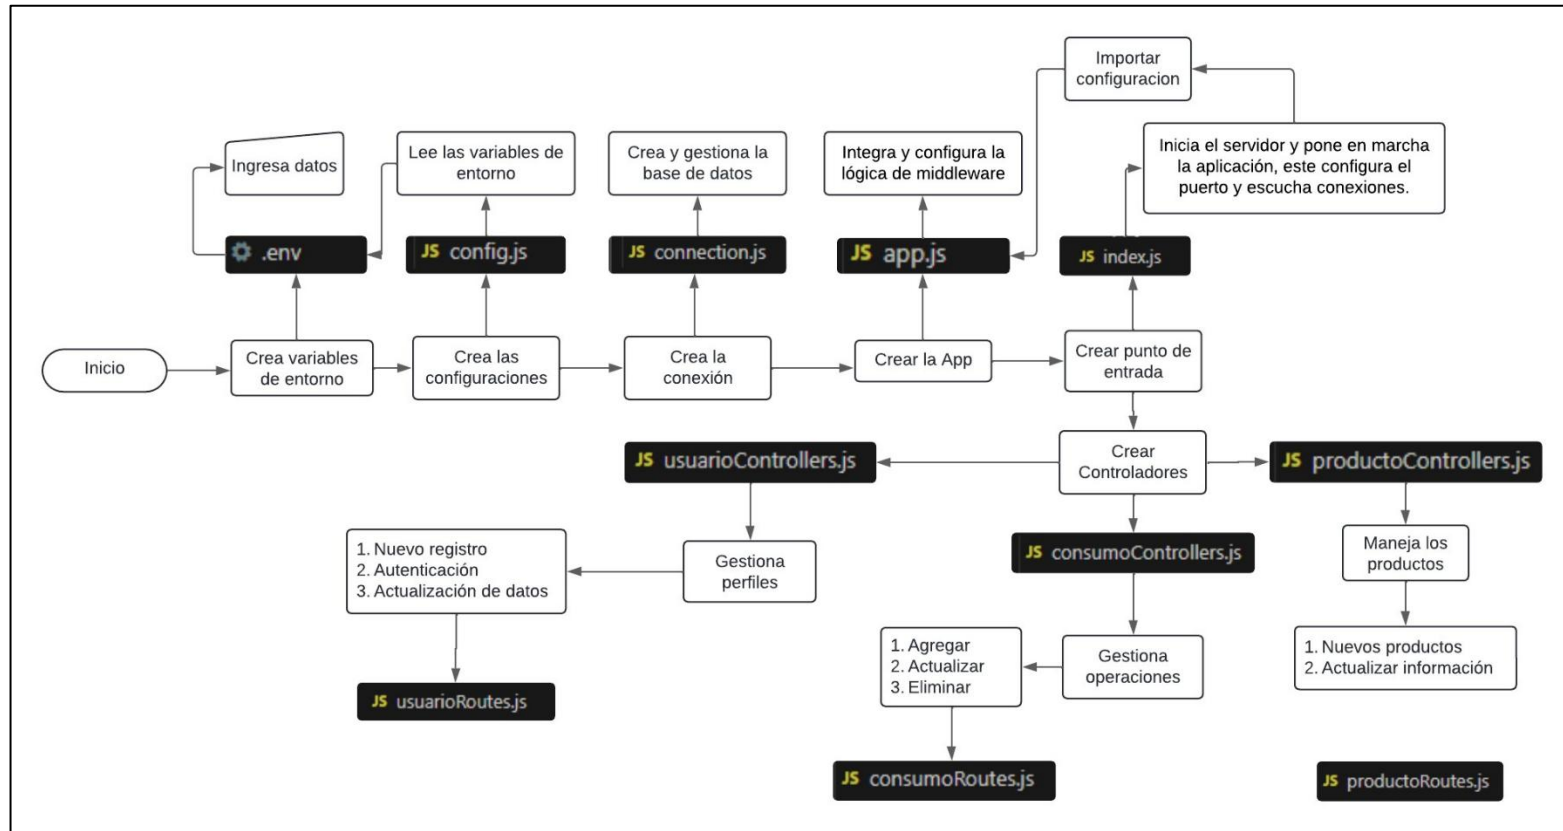 Importar
configuracion
Ingresa datos
Lee las variables de
entorno
Crea y gestiona la
base de datos
Integra y configura la
lógica de middleware
Inicia el servidor y pone en marcha
la aplicación, este configura el
puerto y escucha conexiones.
.env
JS config.js
JS connection.js
JS app.js
JS index.js
Inicio
Crea variables
de entorno
Crea las
configuraciones
Crea la
conexión
Crear la App
Crear punto de
entrada
JS usuarioControllers.js
Crear
Controladores
JS productoControllers.js
1. Nuevo registro
2. Autenticación
3. Actualización de datos
Gestiona
perfiles
JS consumoControllers.js
Maneja los
productos
1. Agregar
2. Actualizar
3. Eliminar
Gestiona
operaciones
1. Nuevos productos
2. Actualizar información
JS usuarioRoutes.js
JS consumoRoutes.js
JS productoRoutes.js